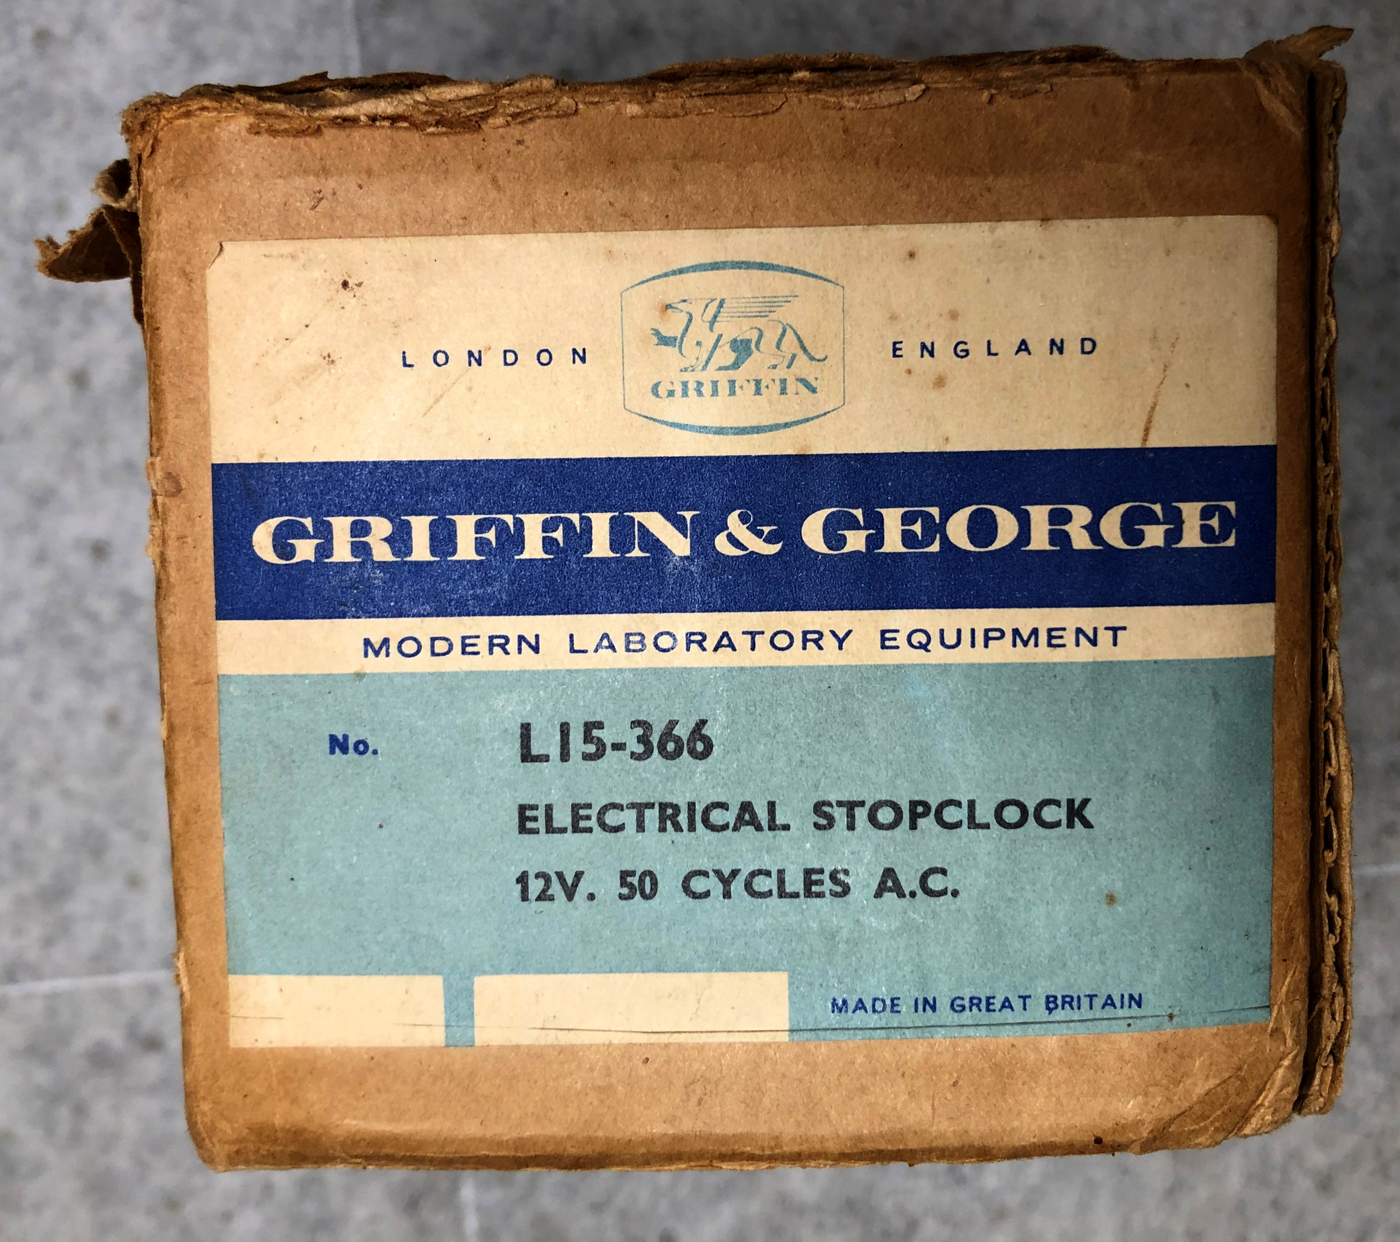 LONDON ENGLAND
GRIFFIN
GRIFFIN & GEORGE
MODERN LABORATORY EQUIPMENT
No. L15-366
ELECTRICAL STOPCLOCK
12V. 50 CYCLES A.C.
MADE IN GREAT BRITAIN